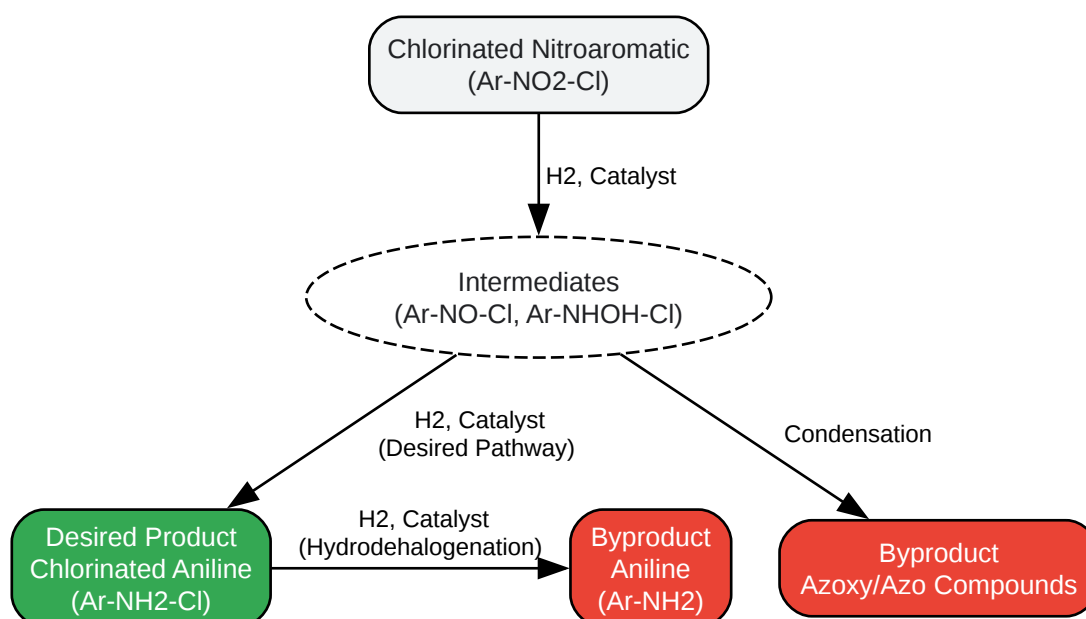 Chlorinated Nitroaromatic
(Ar-NO2-Cl)
H2, Catalyst
Intermediates
(Ar-NO-Cl, Ar-NHOH-Cl)
H2, Catalyst
(Desired Pathway)
Condensation
Desired Product
Chlorinated Aniline
(Ar-NH2-Cl)
H2, Catalyst
(Hydrodehalogenation)
Byproduct
Aniline
(Ar-NH2)
Byproduct
Azoxy/Azo Compounds